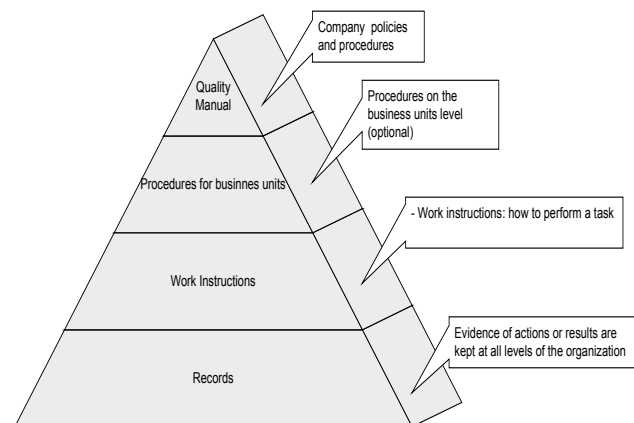 Company policies
and procedures
Quality
Manual
Procedures on the
business units level
(optional)
Procedures for businnes units
- Work instructions: how to perform a task
Work Instructions
Evidence of actions or results are
kept at all levels of the organization
Records